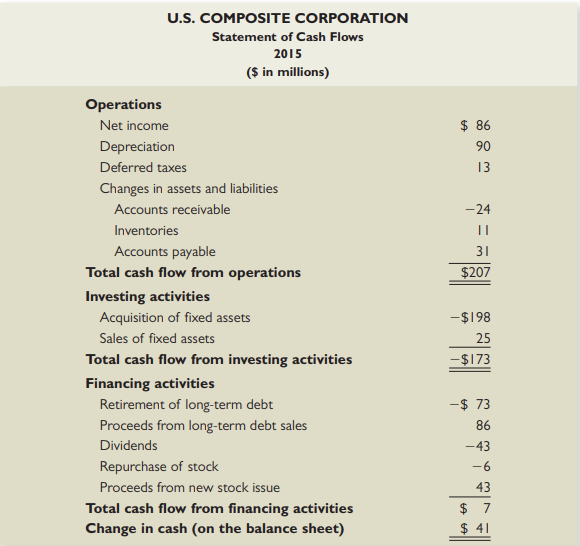 U.S. COMPOSITE CORPORATION
Statement of Cash Flows
2015
($ in millions)
Operations
Net income $ 86
Depreciation 90
Deferred taxes 13
Changes in assets and liabilities
Accounts receivable −24
Inventories 11
Accounts payable 31
Total cash flow from operations $207
Investing activities
Acquisition of fixed assets −$198
Sales of fixed assets 25
Total cash flow from investing activities −$173
Financing activities
Retirement of long-term debt −$ 73
Proceeds from long-term debt sales 86
Dividends −43
Repurchase of stock −6
Proceeds from new stock issue 43
Total cash flow from financing activities $ 7
Change in cash (on the balance sheet) $ 41